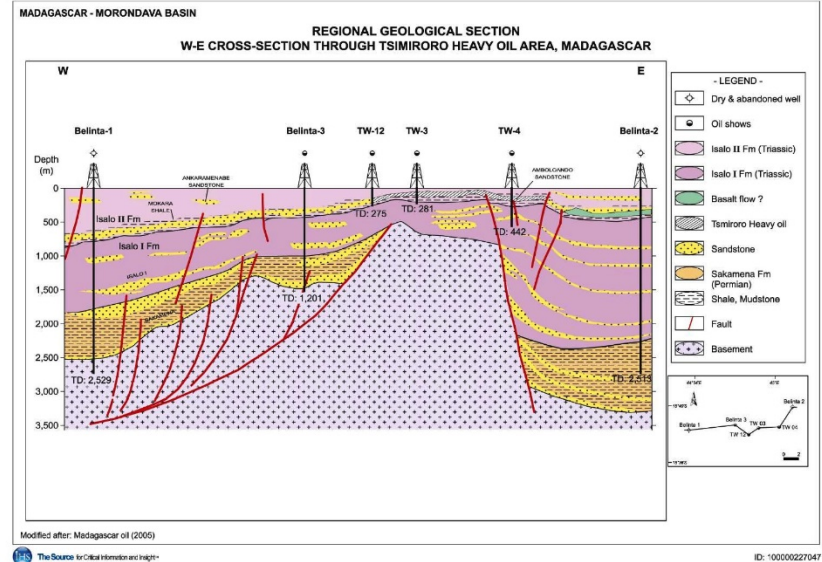 MADAGASCAR - MORONDAVA BASIN
REGIONAL GEOLOGICAL SECTION
W-E CROSS-SECTION THROUGH TSIMIRORO HEAVY OIL AREA, MADAGASCAR
W
E
Belinta-1
Belinta-3
TW-12
TW-3
TW-4
Belinta-2
Depth
(m)
0
500
1,000
1,500
2,000
2,500
3,000
3,500
ANKARAMENABE
SANDSTONE
AMBOLOANDO
SANDSTONE
Isalo II Fm
Isalo I Fm
ISALO I
TD: 275
TD: 281
TD: 442
TD: 1,201
TD: 2,529
TD: 2,513
- LEGEND -
Dry & abandoned well
Oil shows
Isalo II Fm (Triassic)
Isalo I Fm (Triassic)
Basalt flow ?
Tsmiroro Heavy oil
Sandstone
Sakamena Fm
(Permian)
Shale, Mudstone
Fault
Basement
Belinta 1
Belinta 3
TW 12
TW 03
TW 04
Belinta 2
Modified after: Madagascar oil (2005)
IHS The Source for Critical Information and Insight™
ID: 100000227047